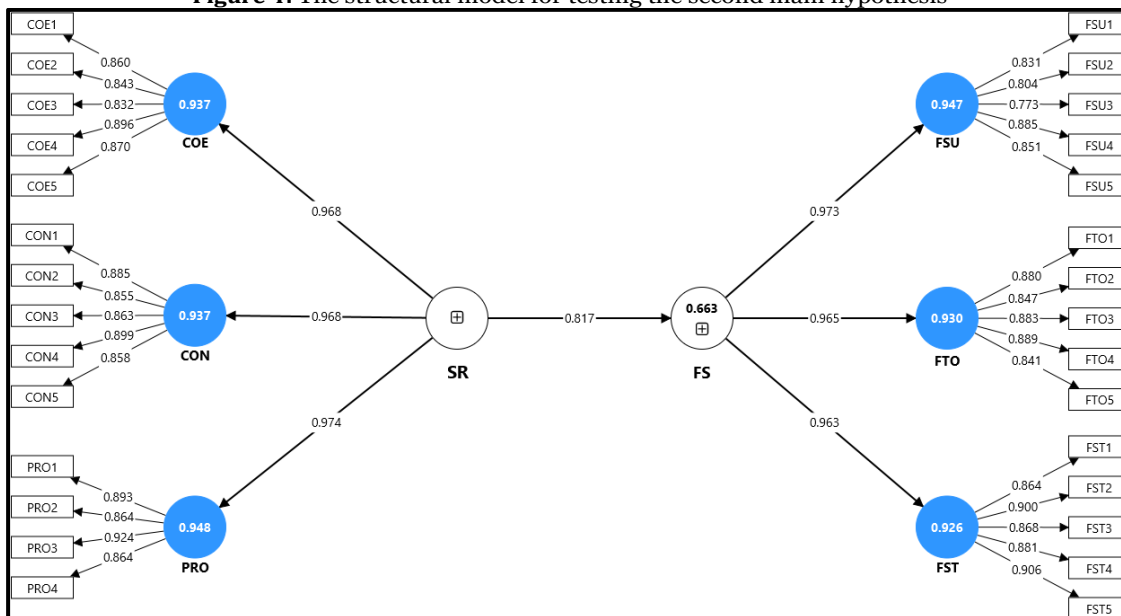 Figure 4. The structural model for testing the second main hypothesis
COE1
COE2
COE3
COE4
COE5
0.860
0.843
0.832
0.896
0.870
0.937
COE
CON1
CON2
CON3
CON4
CON5
0.885
0.855
0.863
0.899
0.858
0.937
CON
PRO1
PRO2
PRO3
PRO4
0.893
0.864
0.924
0.864
0.948
PRO
0.968
0.968
0.974
SR
0.817
0.663
FS
0.973
0.965
0.963
0.947
FSU
0.831
0.804
0.773
0.885
0.851
FSU1
FSU2
FSU3
FSU4
FSU5
0.930
FTO
0.880
0.847
0.883
0.889
0.841
FTO1
FTO2
FTO3
FTO4
FTO5
0.926
FST
0.864
0.900
0.868
0.881
0.906
FST1
FST2
FST3
FST4
FST5